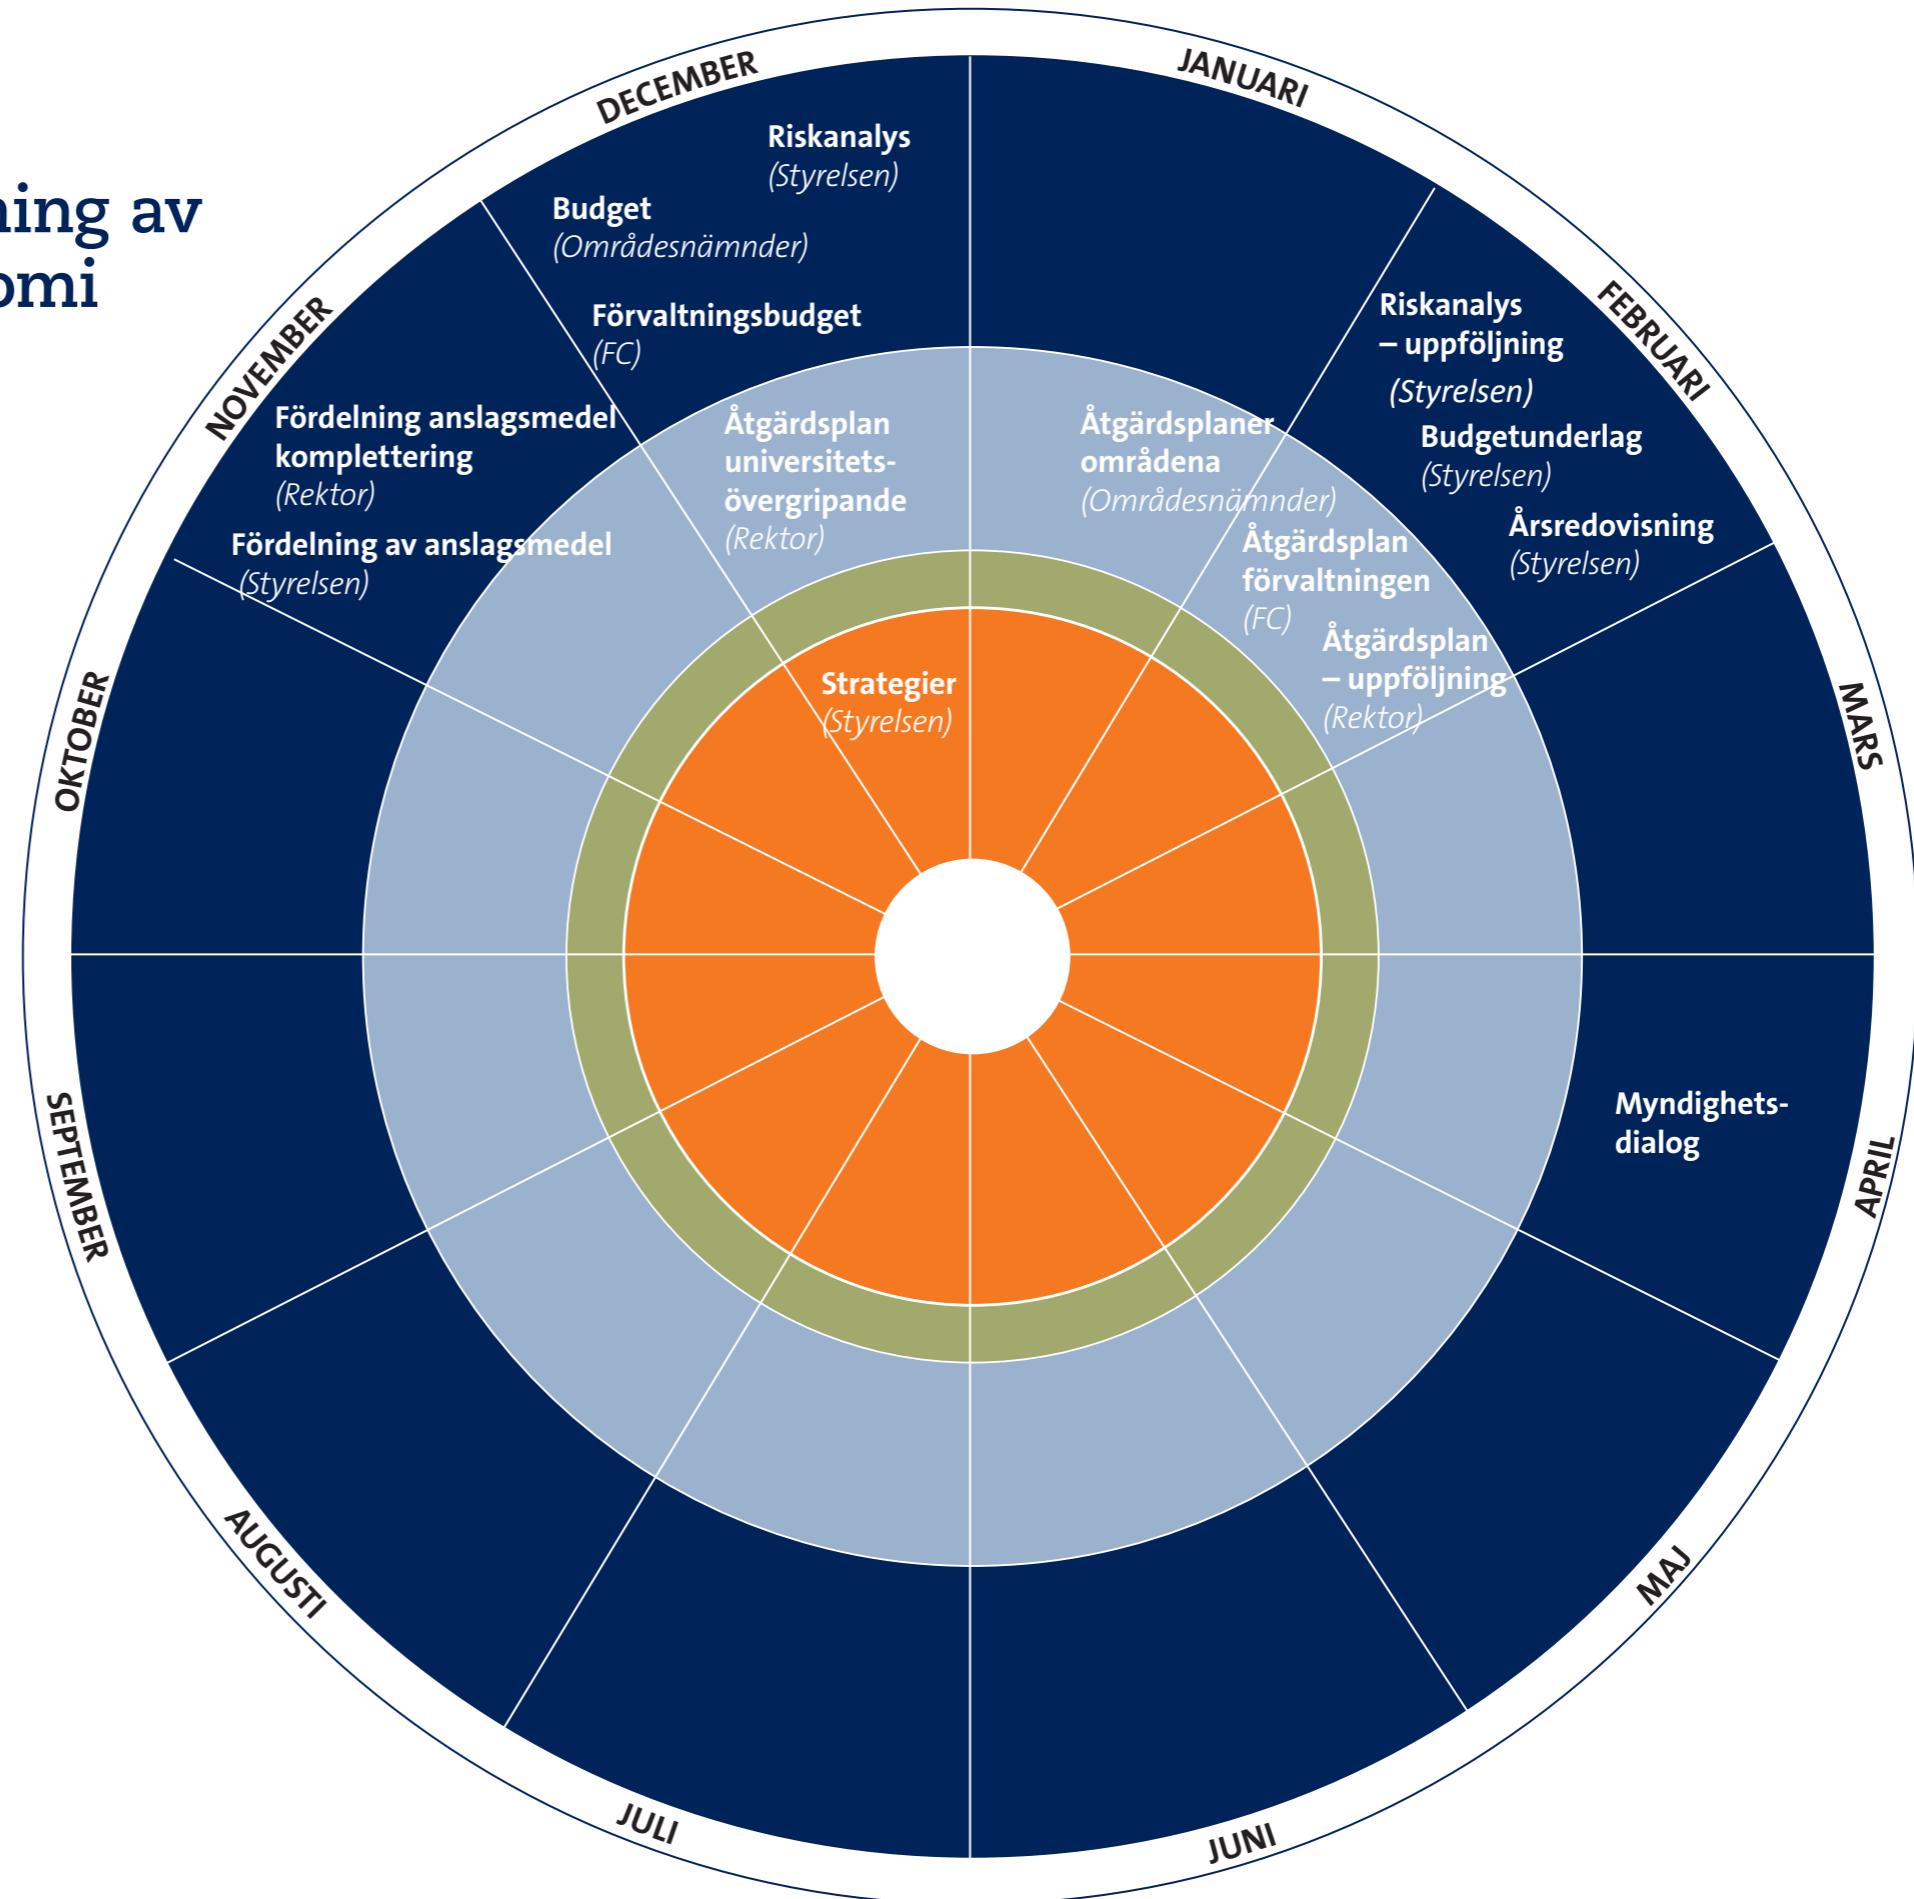 ning av
omi
DECEMBER
JANUARI
FEBRUARI
MARS
APRIL
MAJ
JUNI
JULI
AUGUSTI
SEPTEMBER
OKTOBER
NOVEMBER
Riskanalys
(Styrelsen)
Budget
(Områdesnämnder)
Förvaltningsbudget
(FC)
Riskanalys
– uppföljning
(Styrelsen)
Budgetunderlag
(Styrelsen)
Årsredovisning
(Styrelsen)
Fördelning anslagsmedel
komplettering
(Rektor)
Fördelning av anslagsmedel
(Styrelsen)
Åtgärdsplan
universitets-
övergripande
(Rektor)
Åtgärdsplaner
områdena
(Områdesnämnder)
Åtgärdsplan
förvaltningen
(FC)
Åtgärdsplan
– uppföljning
(Rektor)
Strategier
(Styrelsen)
Myndighets-
dialog